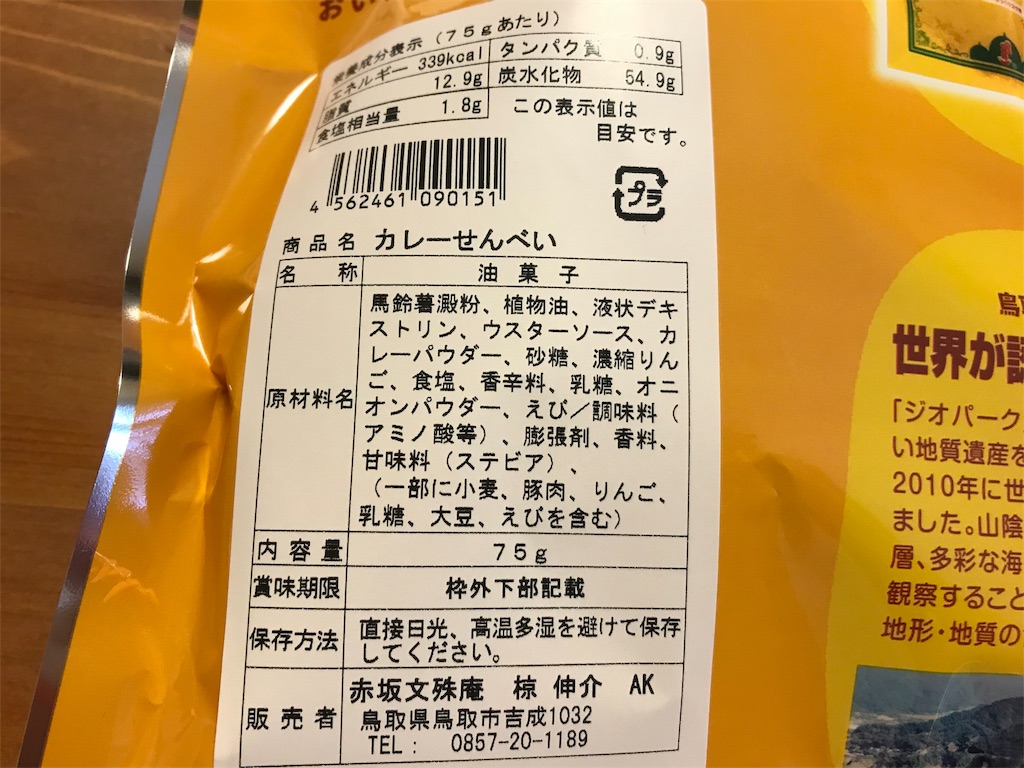 おい
栄養成分表示（75gあたり）
エネルギー 339kcal タンパク質 0.9g
脂質 12.9g 炭水化物 54.9g
食塩相当量 1.8g この表示値は
目安です。
4 562461 090151
プラ
商品名 カレーせんべい
名称 油菓子
原材料名
馬鈴薯澱粉、植物油、液状デキ
ストリン、ウスターソース、カ
レーパウダー、砂糖、濃縮りん
ご、食塩、香辛料、乳糖、オニ
オンパウダー、えび／調味料（
アミノ酸等）、膨張剤、香料、
甘味料（ステビア）、
（一部に小麦、豚肉、りんご、
乳糖、大豆、えびを含む）
内容量 75g
賞味期限 枠外下部記載
保存方法 直接日光、高温多湿を避けて保存
してください。
販売者
赤坂文殊庵 椋 伸介 AK
鳥取県鳥取市吉成1032
TEL： 0857-20-1189
鳥
世界が認
「ジオパーク
い地質遺産を
2010年に世
ました。山陰
層、多彩な海
観察すること
地形・地質の